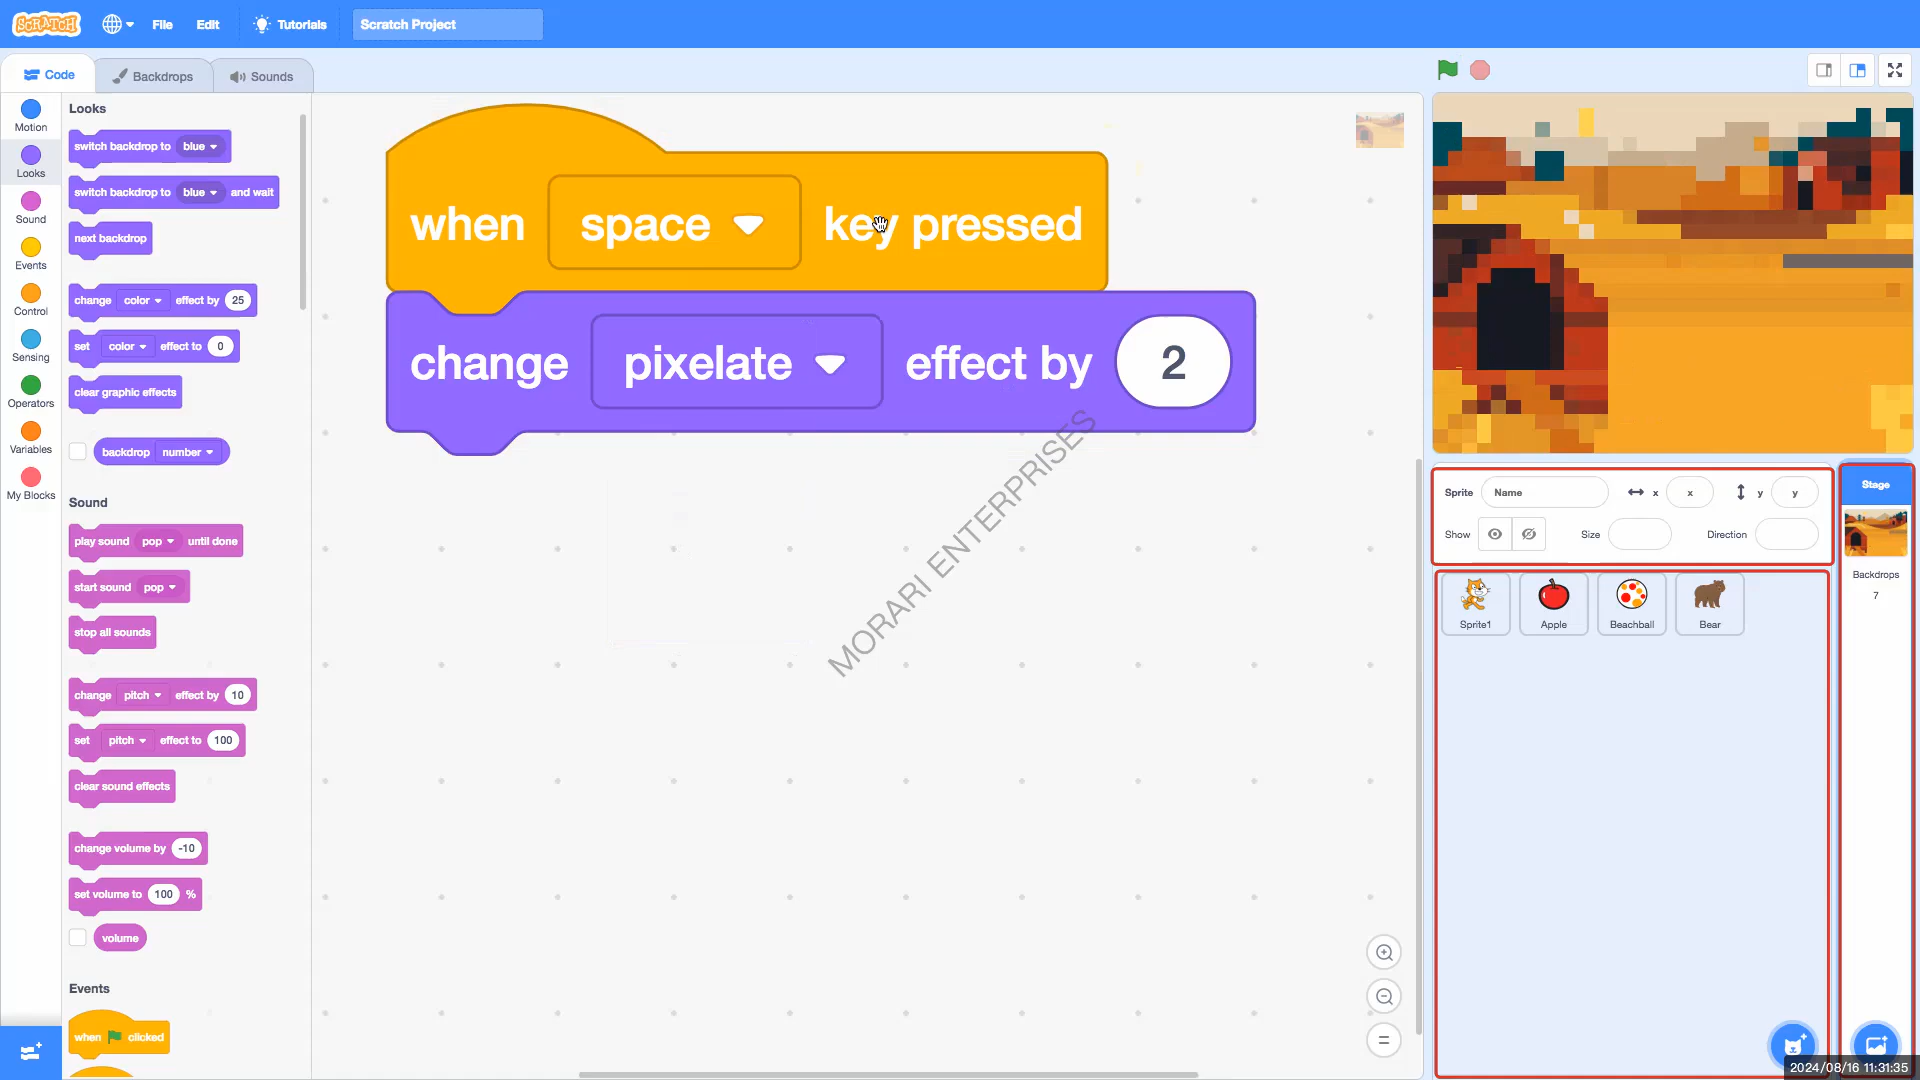 SCRATCH File Edit Tutorials Scratch Project
Code Backdrops Sounds
Motion
Looks
Sound
Events
Control
Sensing
Operators
Variables
My Blocks
Looks
switch backdrop to blue
switch backdrop to blue and wait
next backdrop
change color effect by 25
set color effect to 0
clear graphic effects
backdrop number
Sound
play sound pop until done
start sound pop
stop all sounds
change pitch effect by 10
set pitch effect to 100
clear sound effects
change volume by -10
set volume to 100 %
volume
Events
when clicked
when space key pressed
change pixelate effect by 2
MORARI ENTERPRISES
Sprite Name x x y y
Show Size Direction
Sprite1 Apple Beachball Bear
Stage
Backdrops
7
2024/08/16 11:31:35